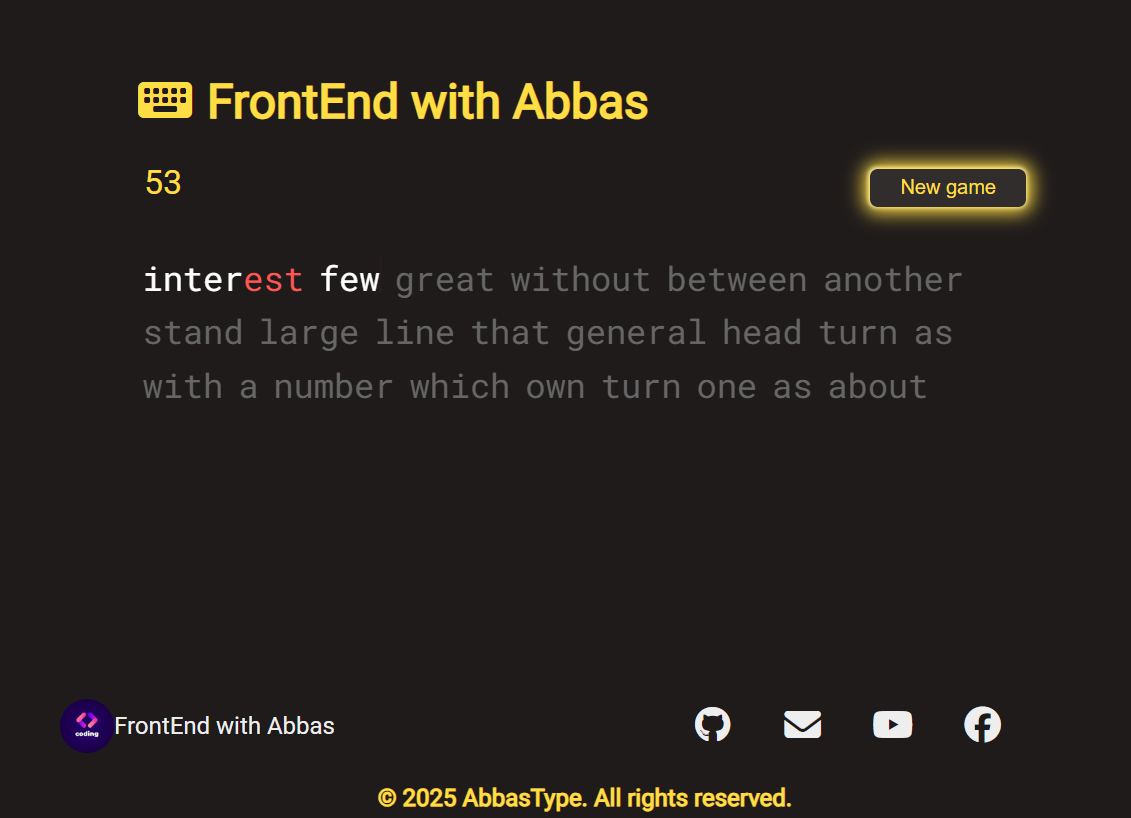 FrontEnd with Abbas
53
New game
interest few great without between another
stand large line that general head turn as
with a number which own turn one as about
coding
FrontEnd with Abbas
© 2025 AbbasType. All rights reserved.